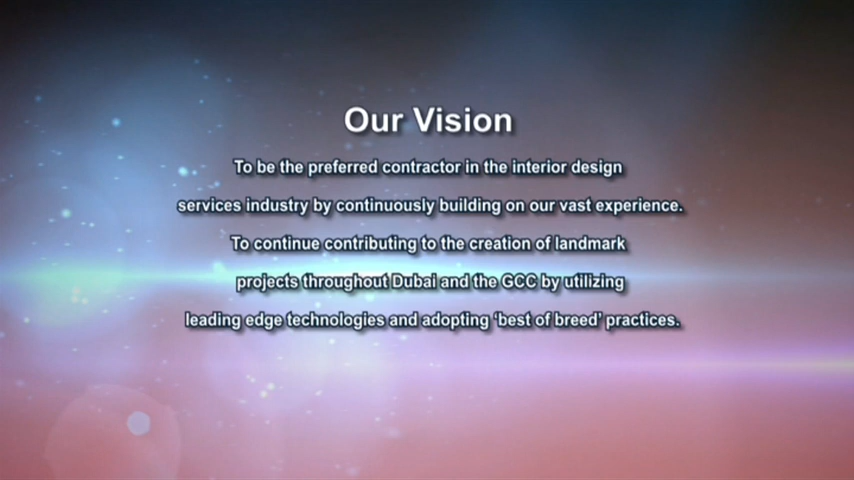 Our Vision
To be the preferred contractor in the interior design
services industry by continuously building on our vast experience.
To continue contributing to the creation of landmark
projects throughout Dubai and the GCC by utilizing
leading edge technologies and adopting ‘best of breed’ practices.